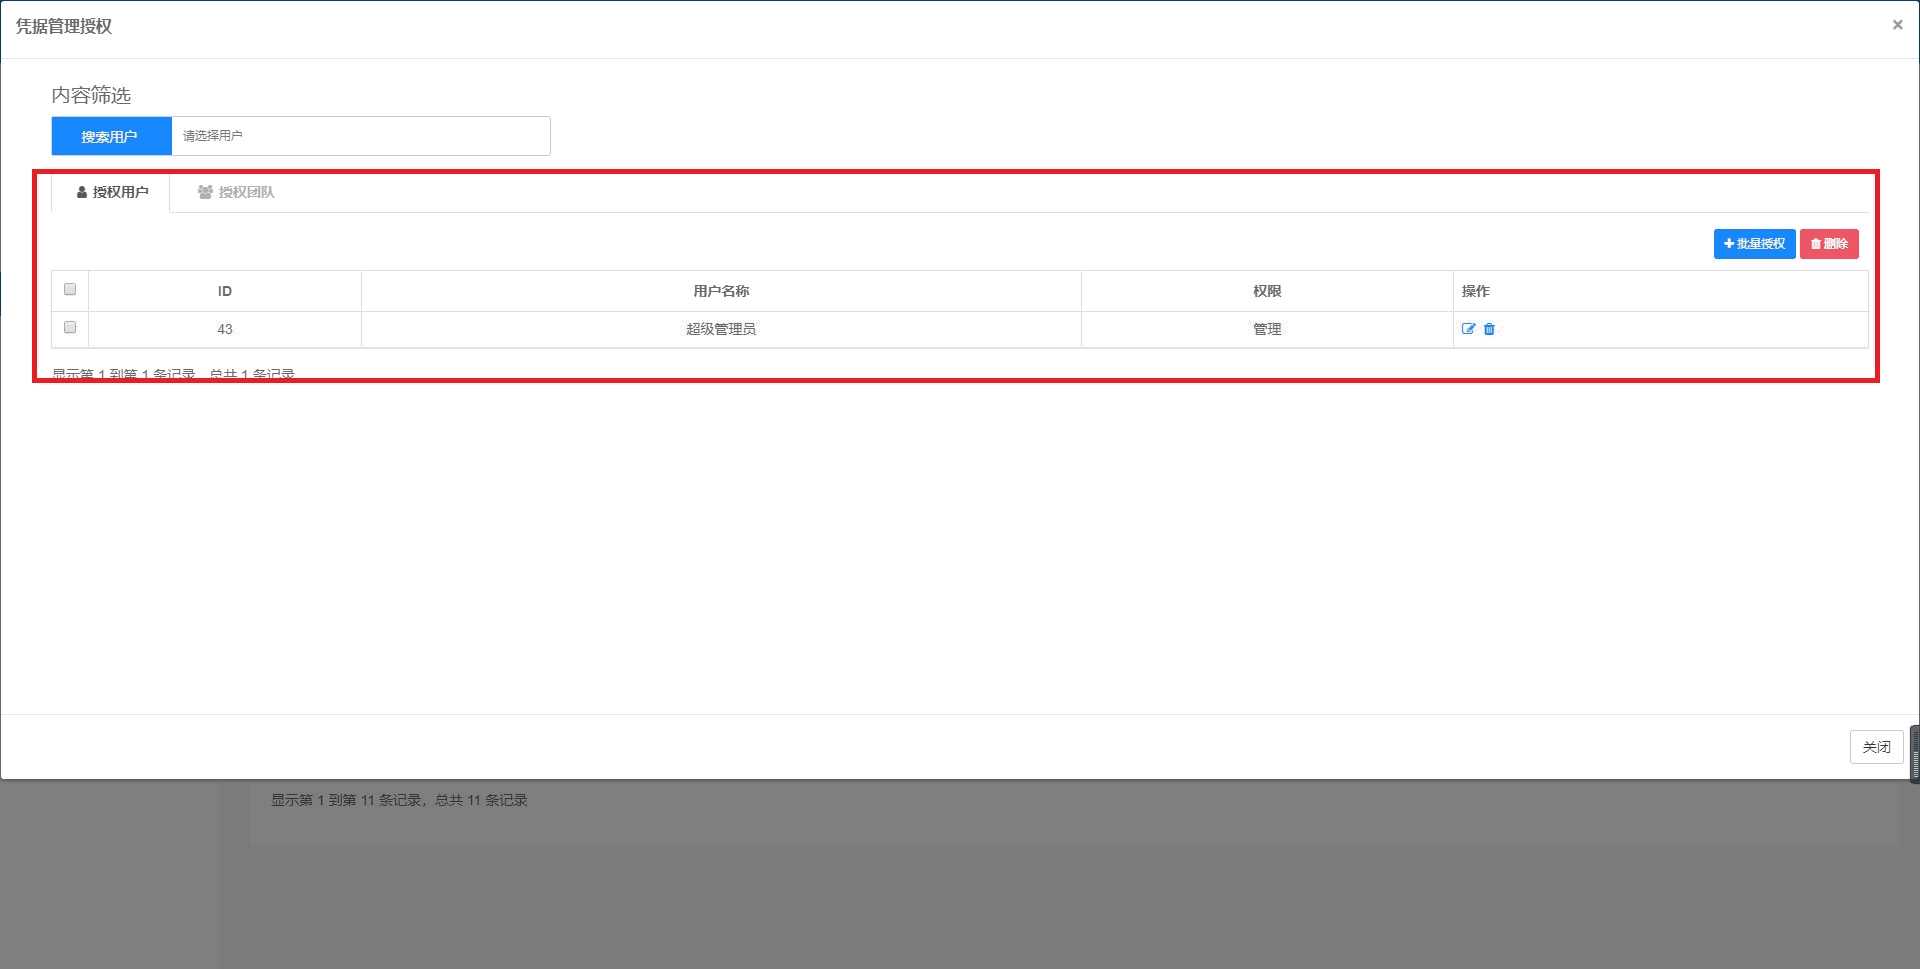 凭据管理授权
×
内容筛选
搜索用户 请选择用户
授权用户 授权团队
批量授权 删除
ID 用户名称 权限 操作
43 超级管理员 管理
显示第 1 到第 1 条记录，总共 1 条记录
关闭
显示第 1 到第 11 条记录，总共 11 条记录